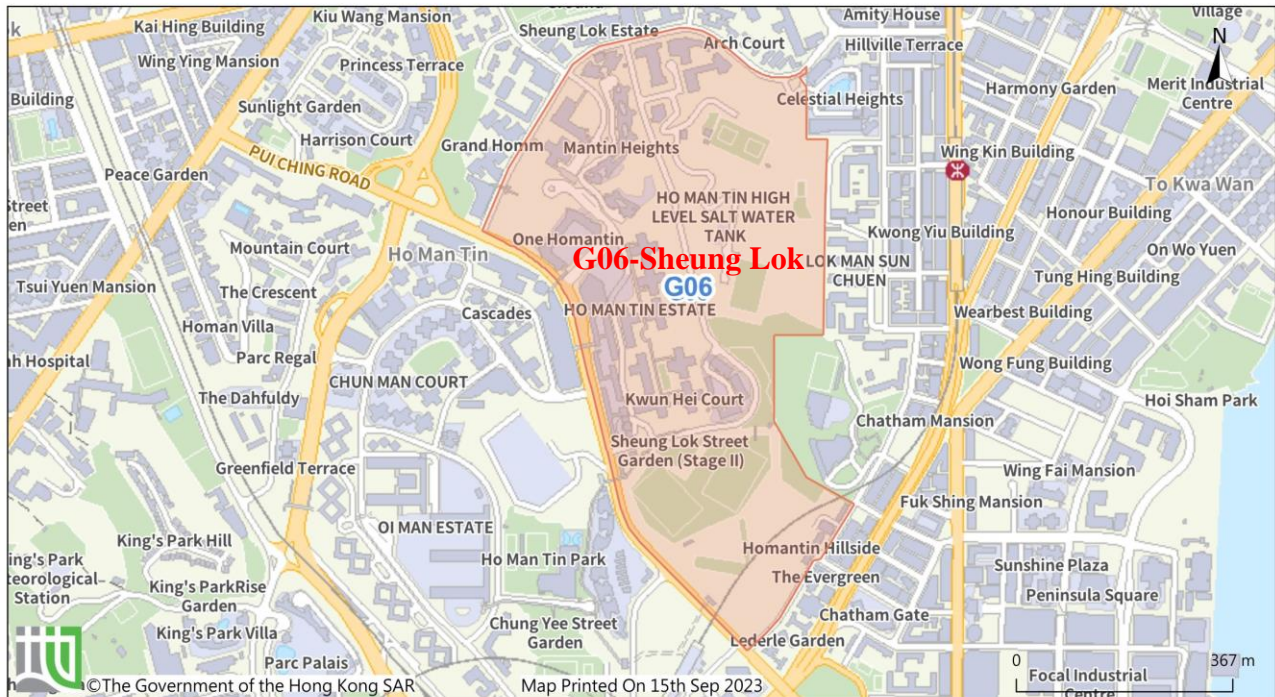 Kai Hing Building
Kiu Wang Mansion
Sheung Lok Estate
Amity House
Village
Wing Ying Mansion
Princess Terrace
Arch Court
Hillville Terrace
N
Building
Sunlight Garden
Harrison Court
Grand Homm
Celestial Heights
Harmony Garden
Merit Industrial
Centre
PUI CHING ROAD
Mantin Heights
Wing Kin Building
Peace Garden
To Kwa Wan
Street
HO MAN TIN HIGH
LEVEL SALT WATER
TANK
Honour Building
Mountain Court
Ho Man Tin
One Homantin
Kwong Yiu Building
On Wo Yuen
G06-Sheung Lok
LOK MAN SUN
CHUEN
Tung Hing Building
Tsui Yuen Mansion
The Crescent
G06
Homan Villa
Cascades
HO MAN TIN ESTATE
Wearbest Building
Hospital
Parc Regal
Wong Fung Building
CHUN MAN COURT
The Dahfuldy
Kwun Hei Court
Hoi Sham Park
Chatham Mansion
Sheung Lok Street
Garden (Stage II)
Greenfield Terrace
Wing Fai Mansion
Fuk Shing Mansion
OI MAN ESTATE
King's Park Hill
Homantin Hillside
Ho Man Tin Park
Sunshine Plaza
Station
King's ParkRise
Garden
The Evergreen
Peninsula Square
Chatham Gate
Chung Yee Street
Garden
King's Park Villa
Lederle Garden
Parc Palais
0
367 m
Focal Industrial
Centre
©The Government of the Hong Kong SAR
Map Printed On 15th Sep 2023